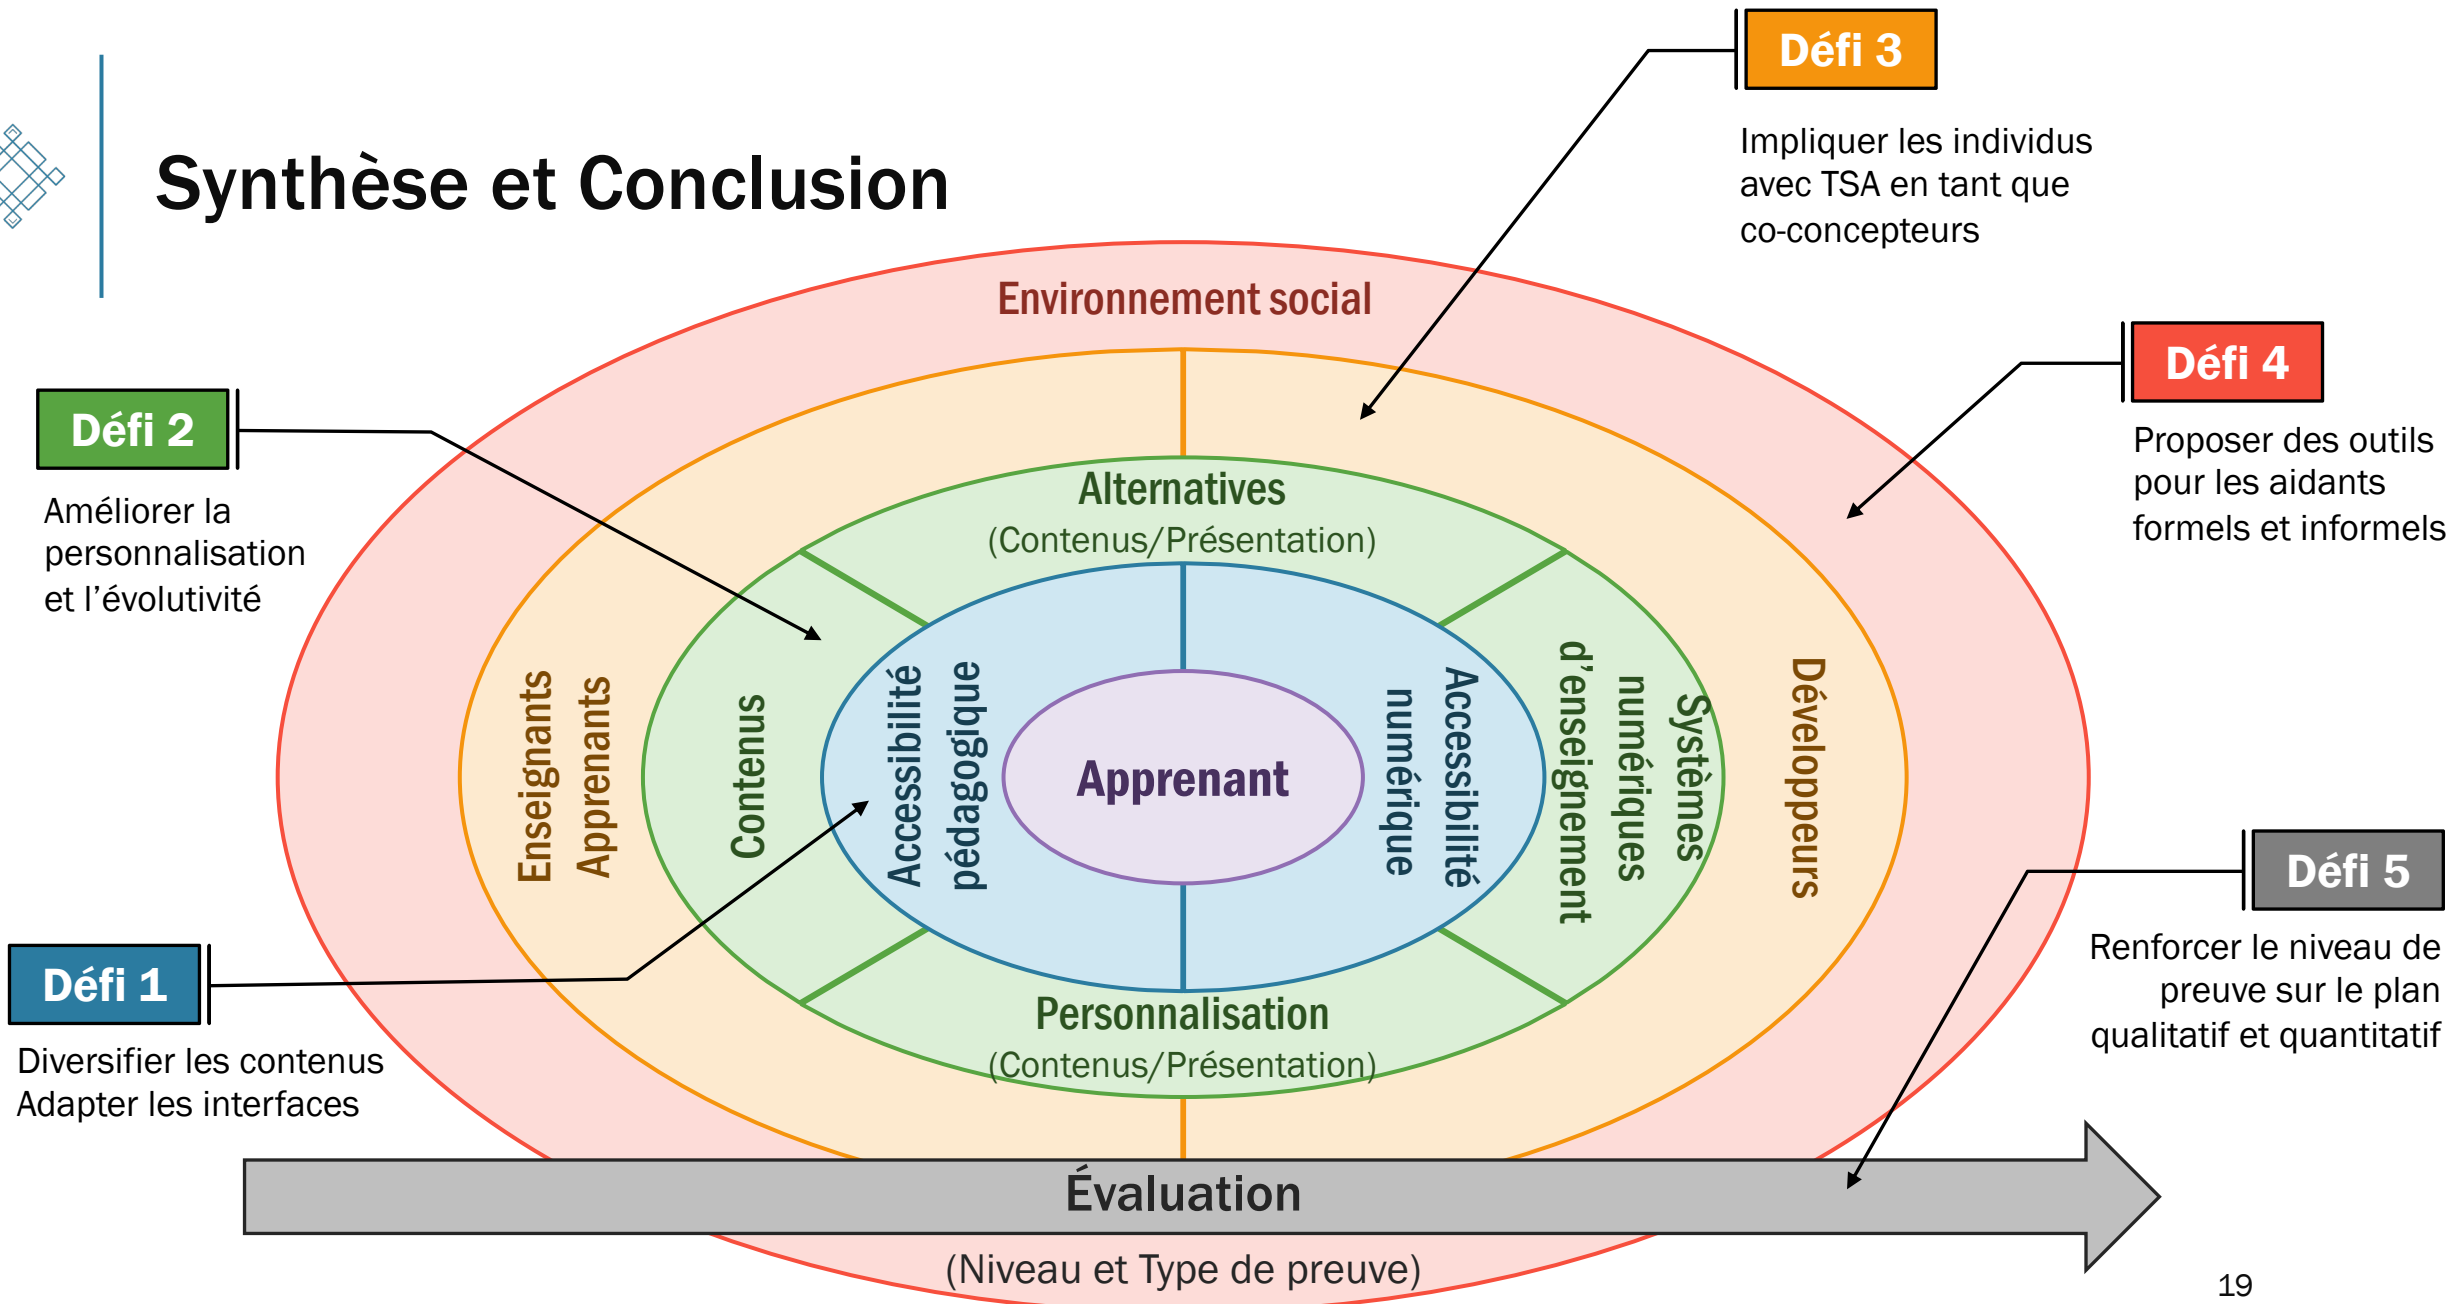 Synthèse et Conclusion
Défi 3
Impliquer les individus
avec TSA en tant que
co-concepteurs
Environnement social
Défi 4
Proposer des outils
pour les aidants
formels et informels
Défi 2
Améliorer la
personnalisation
et l'évolutivité
Alternatives
(Contenus/Présentation)
Enseignants
Apprenants
Contenus
Accessibilité
pédagogique
Apprenant
Accessibilité
numérique
Systèmes
numériques
d'enseignement
Développeurs
Défi 5
Renforcer le niveau de
preuve sur le plan
qualitatif et quantitatif
Défi 1
Diversifier les contenus
Adapter les interfaces
Personnalisation
(Contenus/Présentation)
Évaluation
(Niveau et Type de preuve)
19